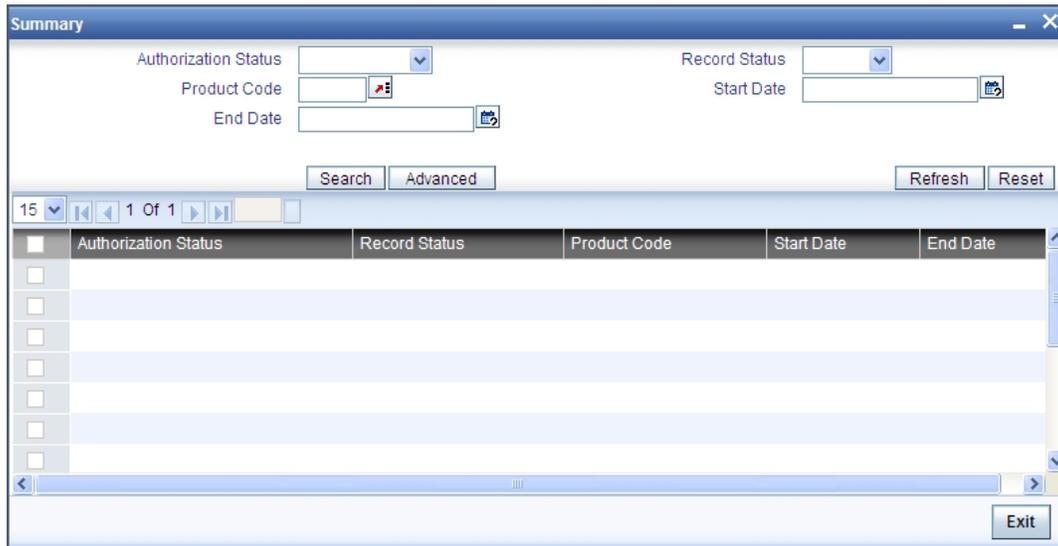 Summary
Authorization Status
Record Status
Product Code
Start Date
End Date
Search Advanced Refresh Reset
15 1 Of 1
Authorization Status Record Status Product Code Start Date End Date
Exit